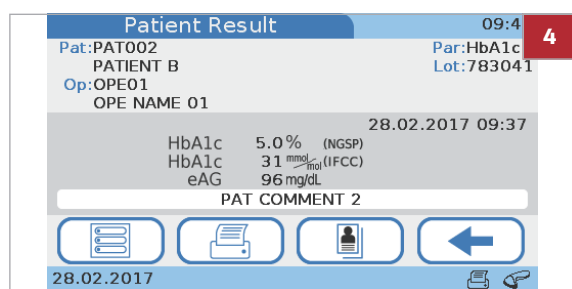 Patient Result 09:4
4
Pat:PAT002 Par:HbA1c
PATIENT B Lot:783041
Op:OPE01
OPE NAME 01
28.02.2017 09:37
HbA1c 5.0% (NGSP)
HbA1c 31 mmol/mol (IFCC)
eAG 96 mg/dL
PAT COMMENT 2
28.02.2017